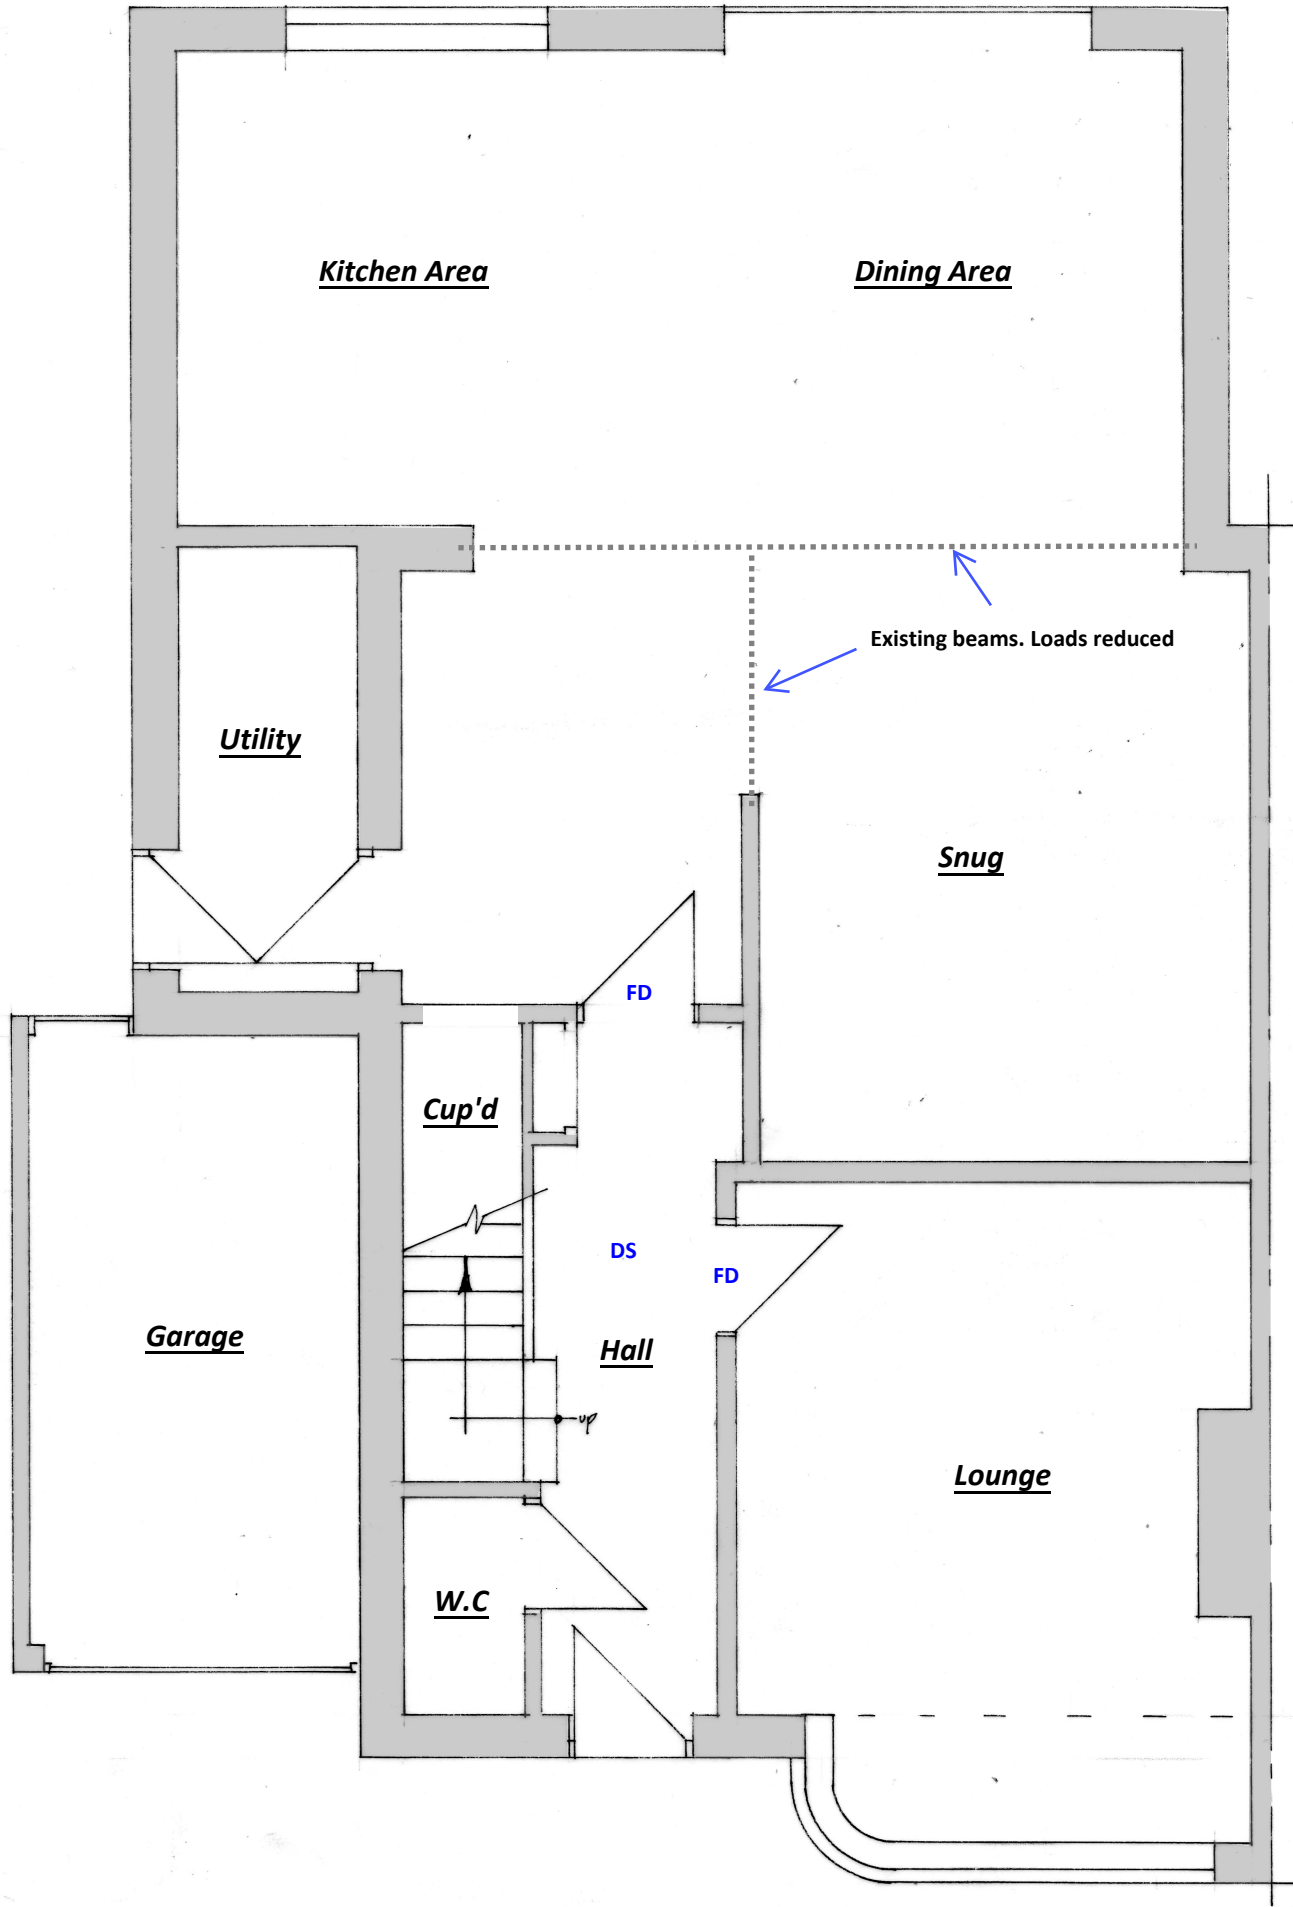 Kitchen Area
Dining Area
Existing beams. Loads reduced
Utility
Snug
FD
Cup'd
DS
FD
Garage
Hall
up
Lounge
W.C